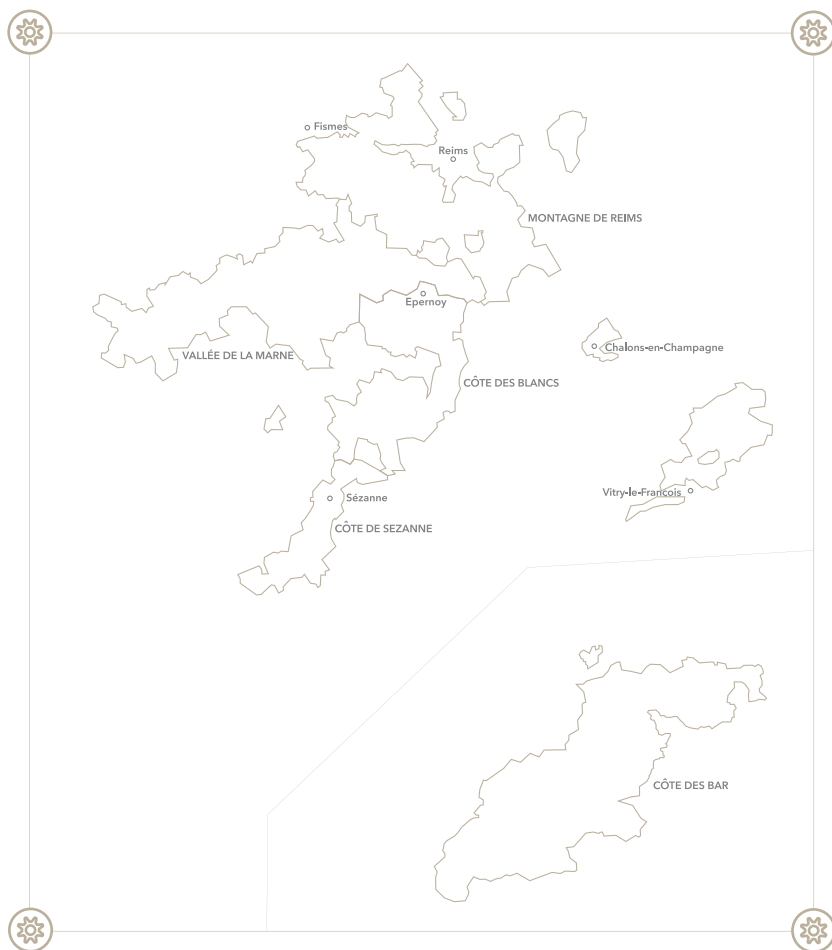 Fismes
Reims
MONTAGNE DE REIMS
Epernoy
Chalons-en-Champagne
VALLÉE DE LA MARNE
CÔTE DES BLANCS
Vitry-le-Francois
Sézanne
CÔTE DE SEZANNE
CÔTE DES BAR